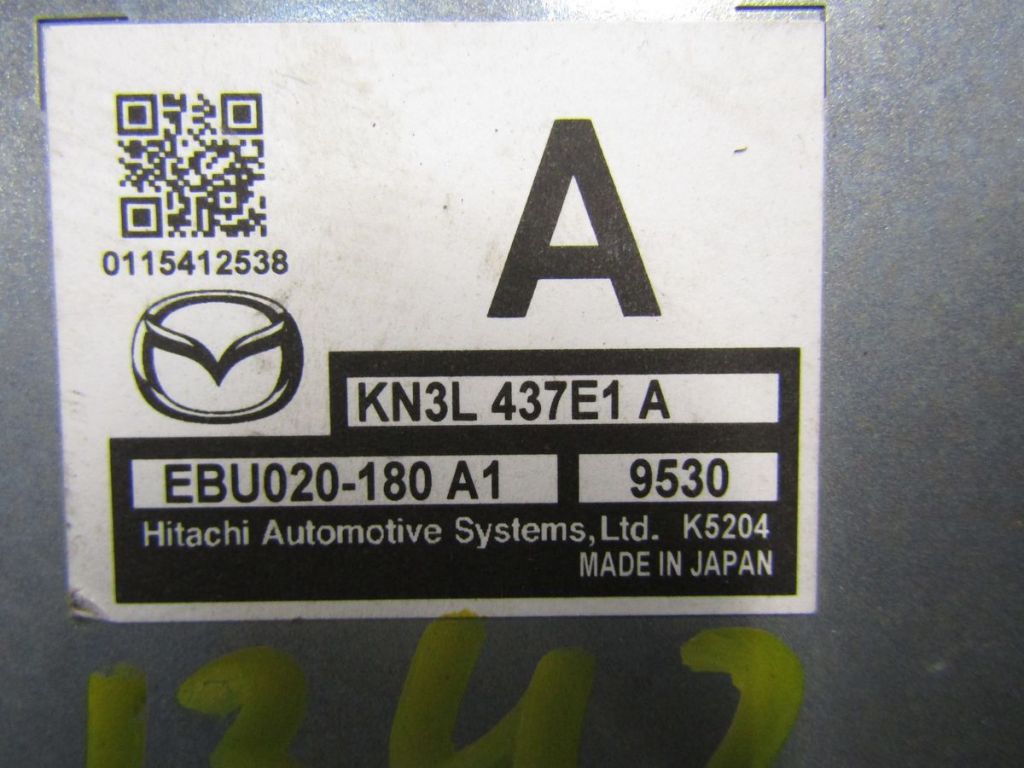 A
0115412538
KN3L 437E1 A
EBU020-180 A1 9530
Hitachi Automotive Systems,Ltd. K5204
MADE IN JAPAN